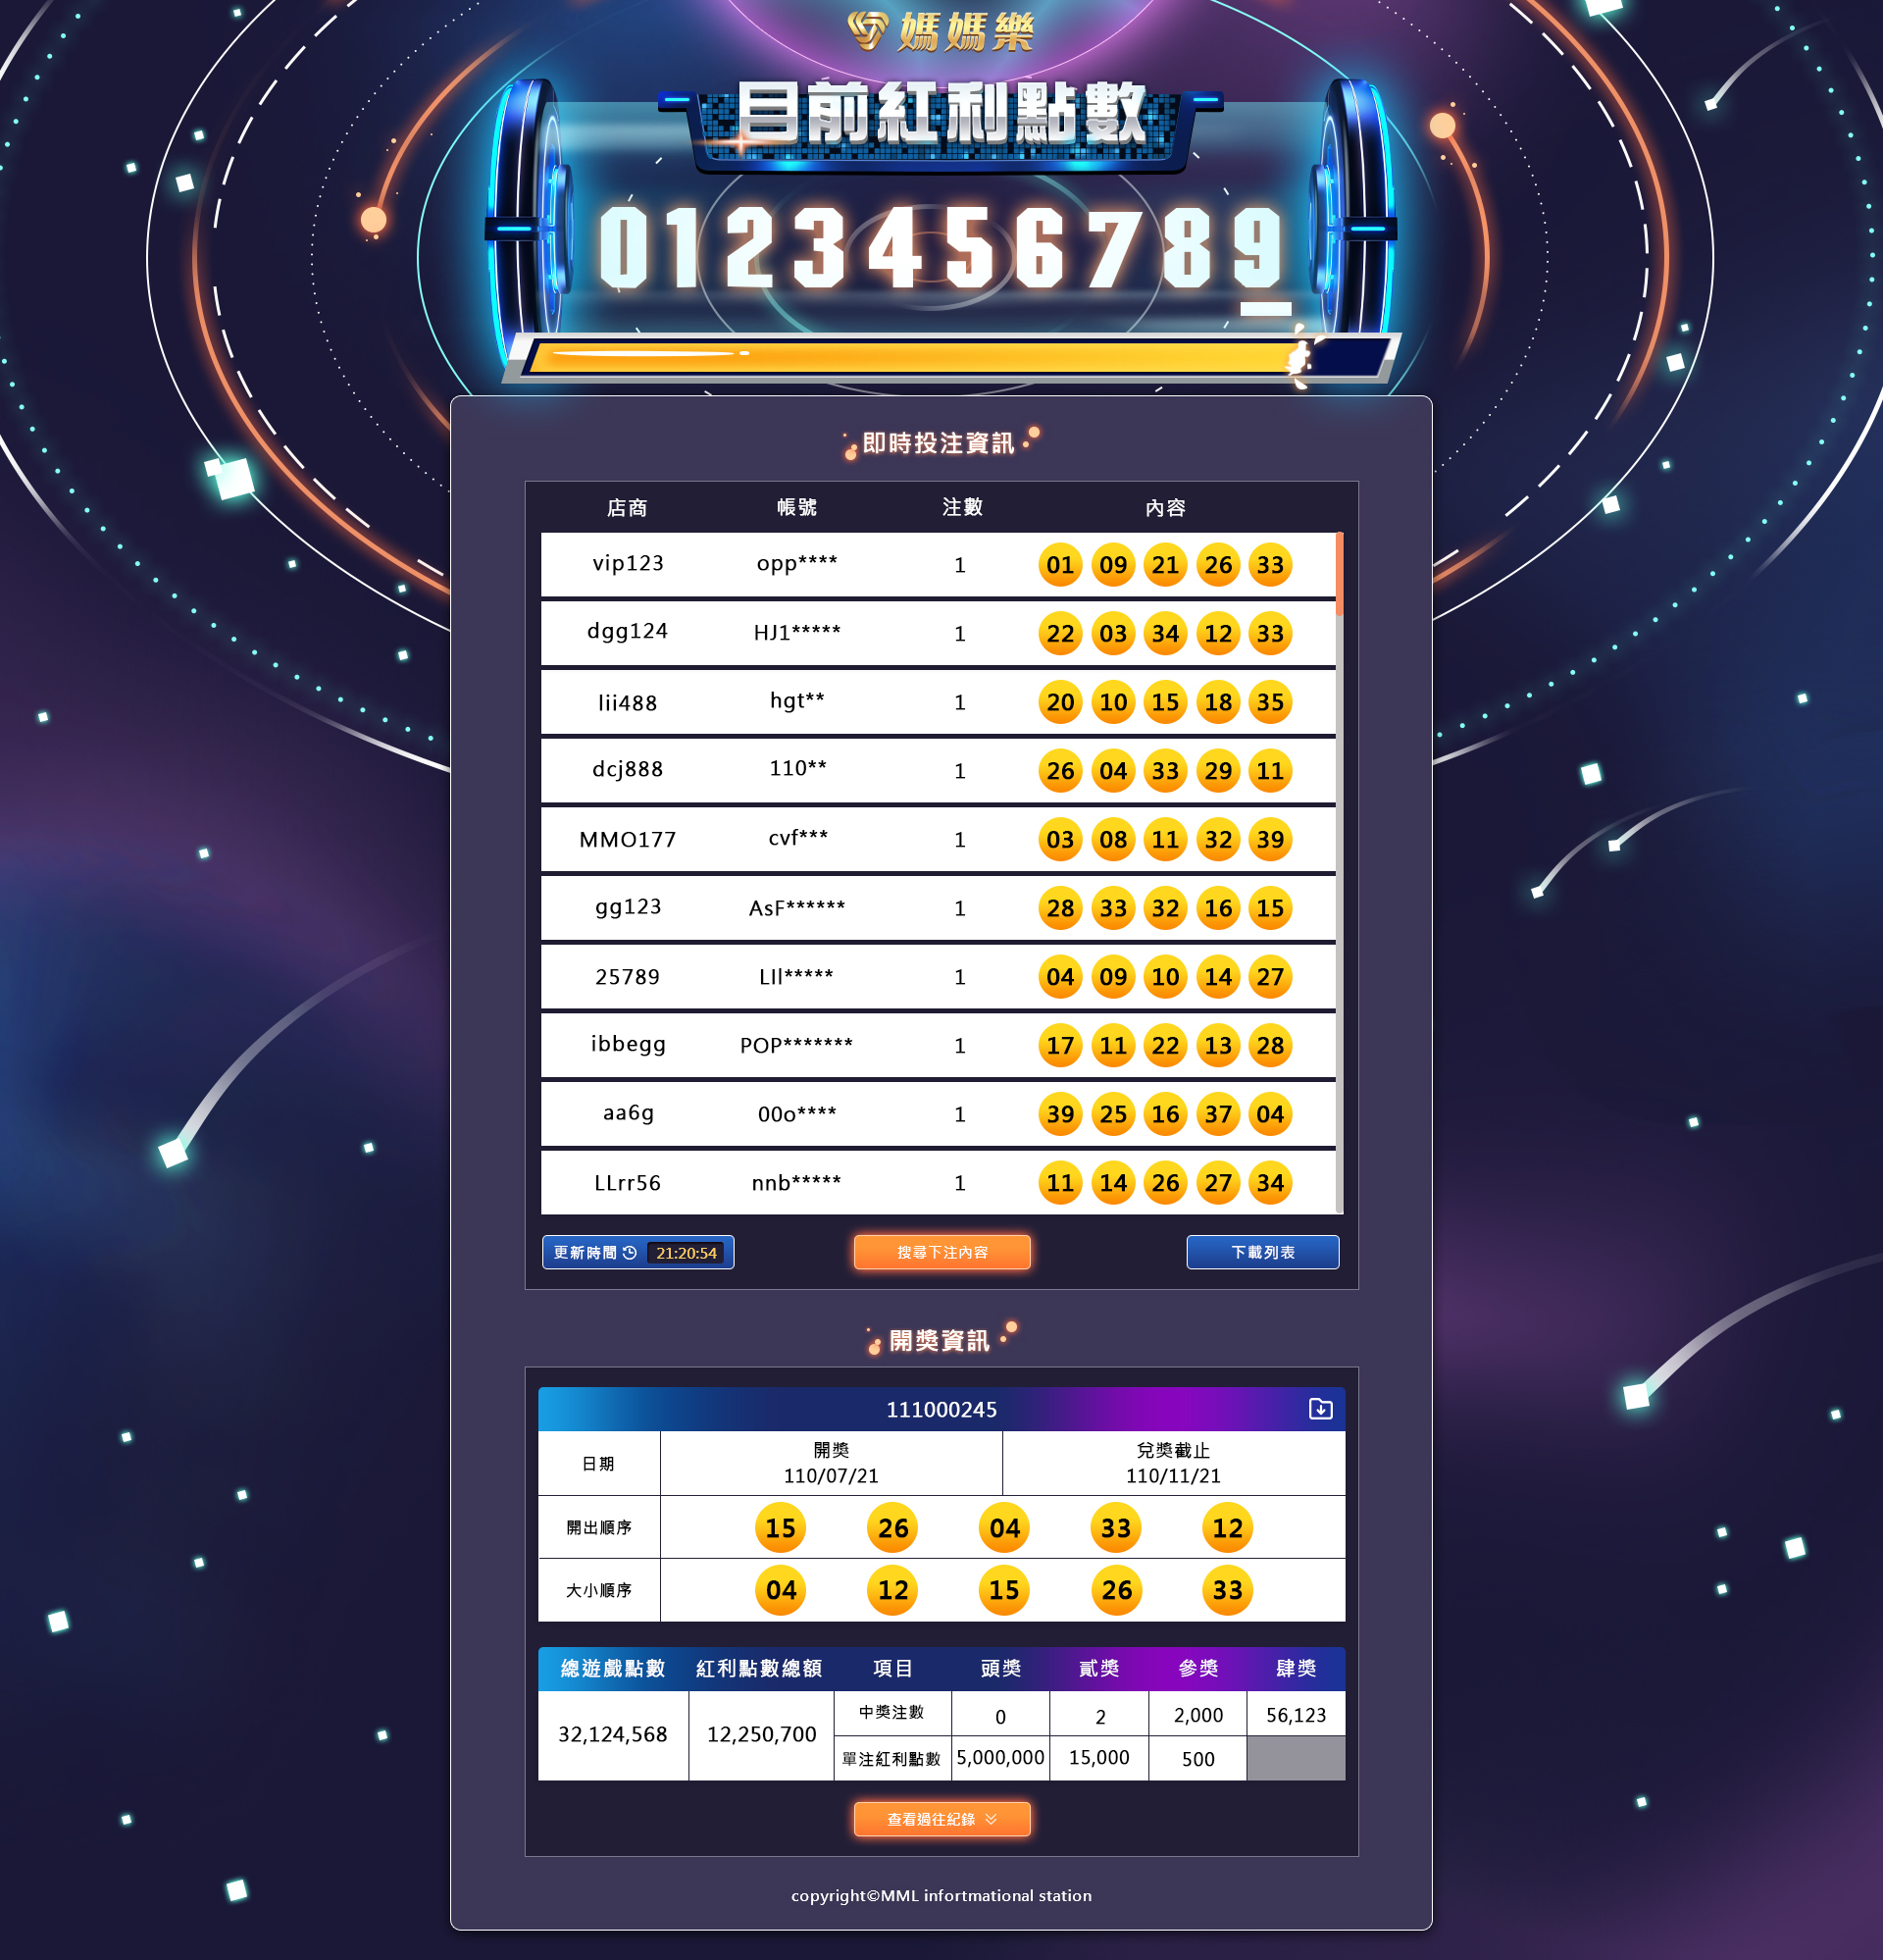 媽媽樂
目前紅利點數
0123456789
即時投注資訊
店商 帳號 注數 內容
vip123 opp**** 1 01 09 21 26 33
dgg124 HJ1***** 1 22 03 34 12 33
lii488 hgt** 1 20 10 15 18 35
dcj888 110** 1 26 04 33 29 11
MMO177 cvf*** 1 03 08 11 32 39
gg123 AsF****** 1 28 33 32 16 15
25789 LIl***** 1 04 09 10 14 27
ibbegg POP******* 1 17 11 22 13 28
aa6g 00o**** 1 39 25 16 37 04
LLrr56 nnb***** 1 11 14 26 27 34
更新時間 21:20:54 搜尋下注內容 下載列表
開獎資訊
111000245
日期 開獎 兌獎截止
110/07/21 110/11/21
開出順序 15 26 04 33 12
大小順序 04 12 15 26 33
總遊戲點數 紅利點數總額 項目 頭獎 貳獎 參獎 肆獎
32,124,568 12,250,700 中獎注數 0 2 2,000 56,123
單注紅利點數 5,000,000 15,000 500
查看過往紀錄
copyright©MML infortmational station